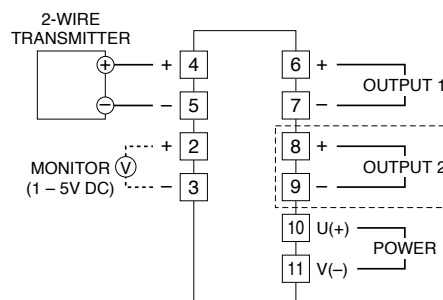 2-WIRE
TRANSMITTER
+ + 4
− − 5
+ 2
MONITOR V
(1 – 5V DC) − 3
6 +
OUTPUT 1
7 −
8 +
OUTPUT 2
9 −
10 U(+)
POWER
11 V(–)